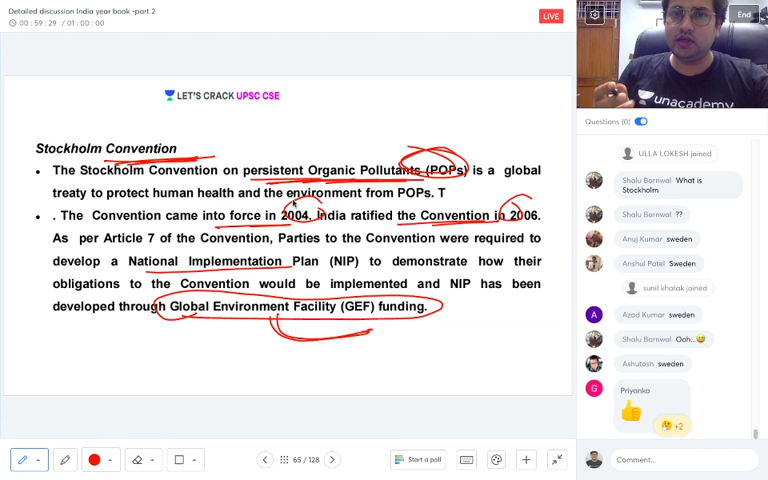 Detailed discussion India year book -part 2
00 : 59 : 29 / 01 : 00 : 00
LIVE
End
LET'S CRACK UPSC CSE
unacademy
Questions (0)
Stockholm Convention
• The Stockholm Convention on persistent Organic Pollutants (POPs) is a global
treaty to protect human health and the environment from POPs. T
• . The Convention came into force in 2004. India ratified the Convention in 2006.
As per Article 7 of the Convention, Parties to the Convention were required to
develop a National Implementation Plan (NIP) to demonstrate how their
obligations to the Convention would be implemented and NIP has been
developed through Global Environment Facility (GEF) funding.
ULLA LOKESH joined
Shalu Barnwal What is
Stockholm
Shalu Barnwal ??
Anuj Kumar sweden
Anshul Patel Sweden
sunil khatak joined
A
Azad Kumar sweden
Shalu Barnwal Ooh..😅
Ashutosh sweden
G
Priyanka
👍
🤔 +2
65 / 128
Start a poll
Comment...